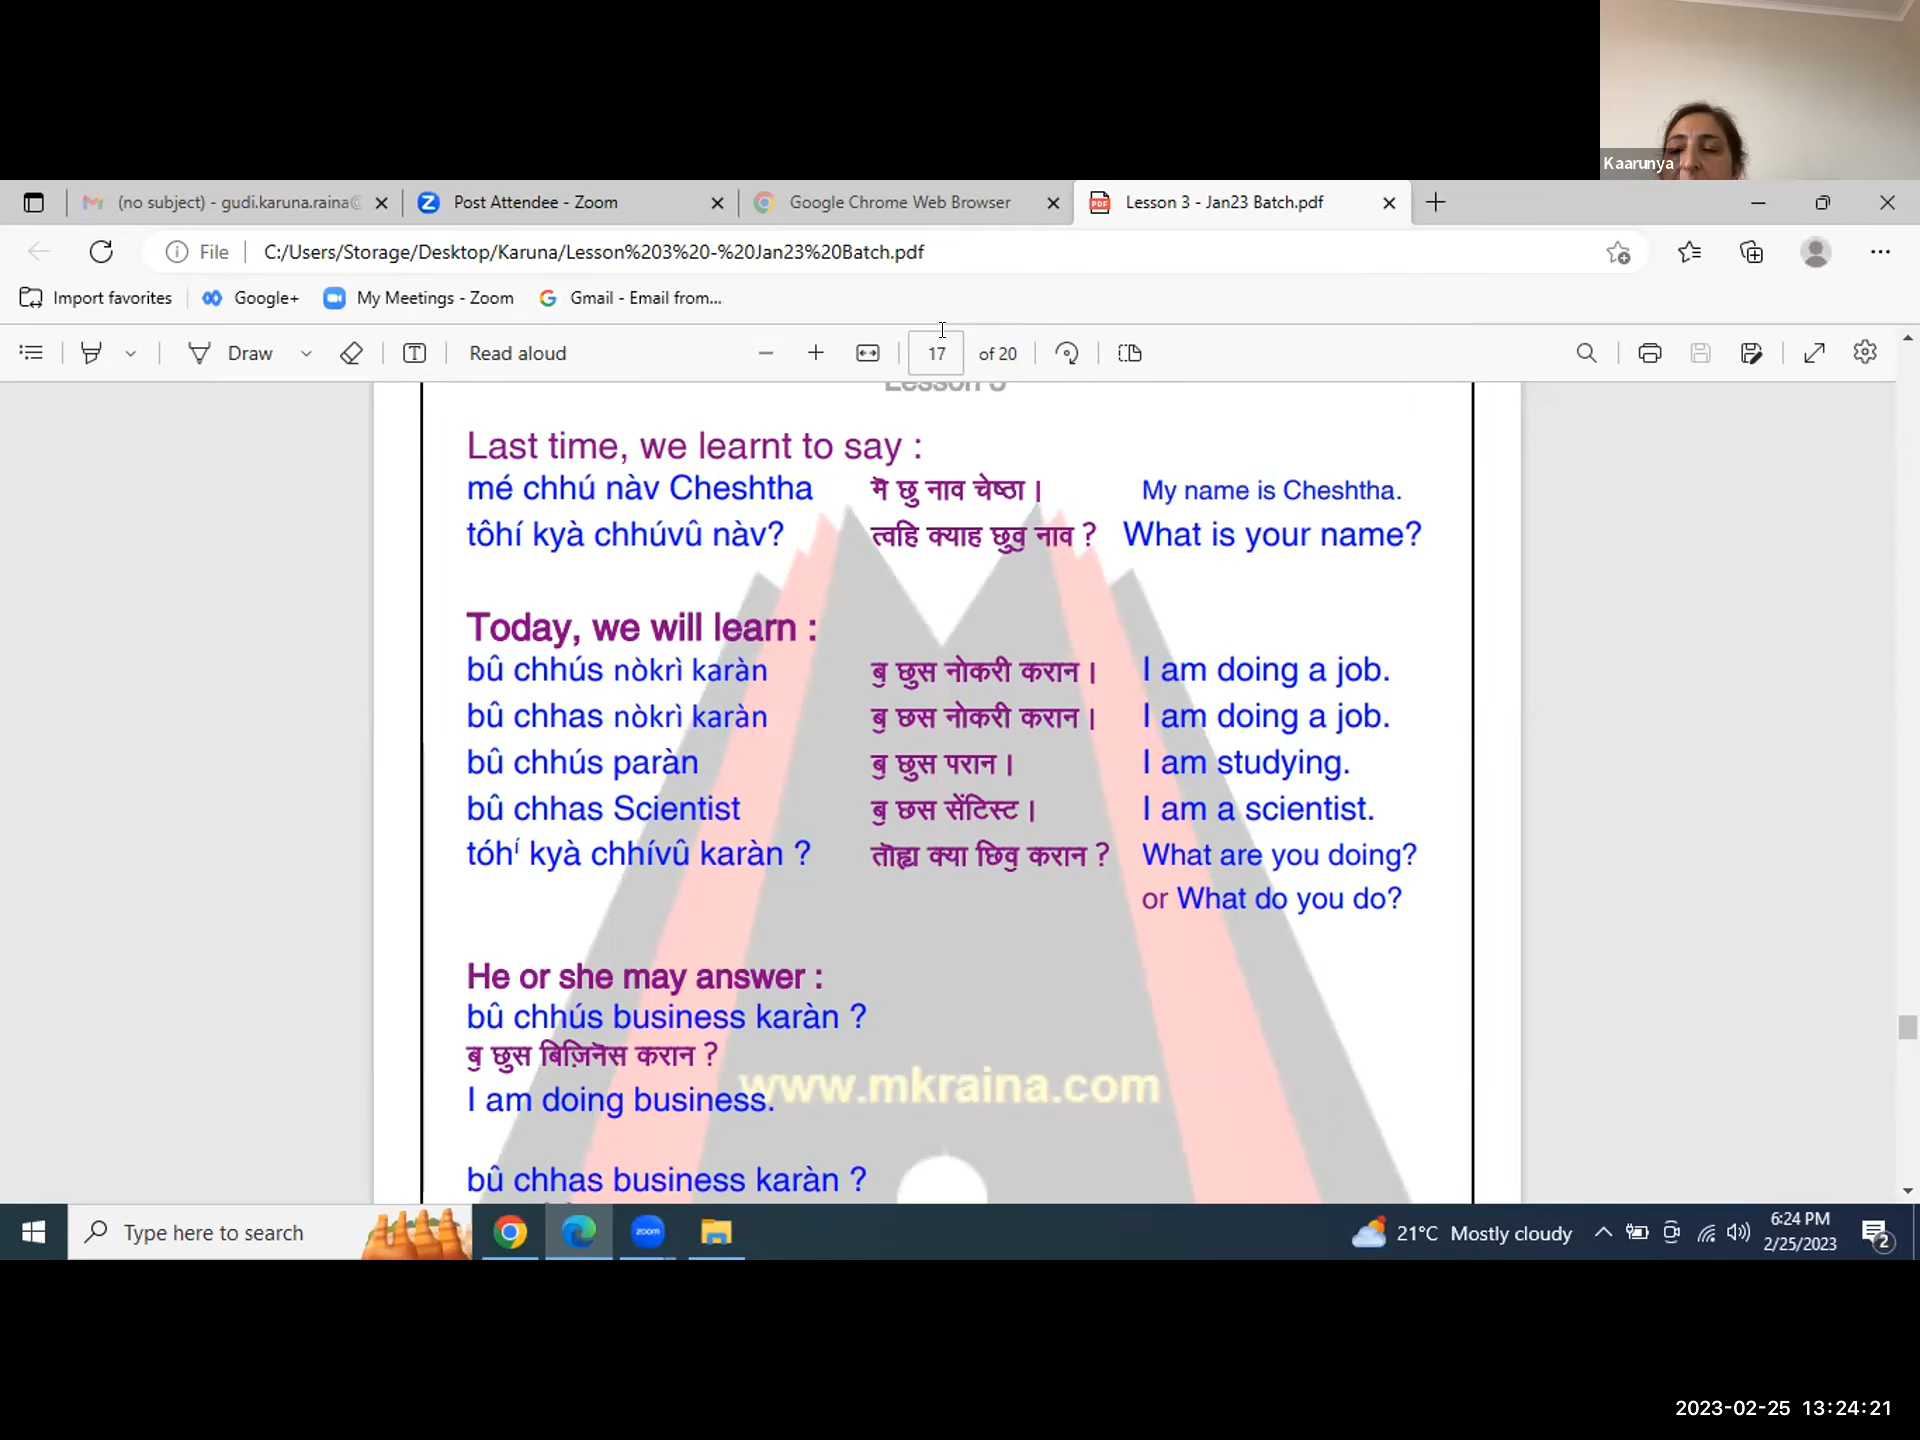 Kaarunya
(no subject) - gudi.karuna.raina@ Post Attendee - Zoom Google Chrome Web Browser Lesson 3 - Jan23 Batch.pdf
File C:/Users/Storage/Desktop/Karuna/Lesson%203%20-%20Jan23%20Batch.pdf
Import favorites Google+ My Meetings - Zoom Gmail - Email from...
Draw Read aloud 17 of 20
Lesson 3
Last time, we learnt to say :
mé chhú nàv Cheshtha मॆ छु नाव चेष्ठा । My name is Cheshtha.
tôhí kyà chhúvû nàv? त्वहि क्याह छुवॖ नाव ? What is your name?
Today, we will learn :
bû chhús nòkrì karàn बॖ छुस नोकरी करान । I am doing a job.
bû chhas nòkrì karàn बॖ छस नोकरी करान । I am doing a job.
bû chhús paràn बॖ छुस परान । I am studying.
bû chhas Scientist बॖ छस सेंटिस्ट । I am a scientist.
tóhí kyà chhívû karàn ? तॊह्य क्या छिवॖ करान ? What are you doing?
or What do you do?
He or she may answer :
bû chhús business karàn ?
बॖ छुस बिज़िनॆस करान ?
www.mkraina.com
I am doing business.
bû chhas business karàn ?
Type here to search zoom 21°C Mostly cloudy 6:24 PM
2/25/2023 2
2023-02-25 13:24:21